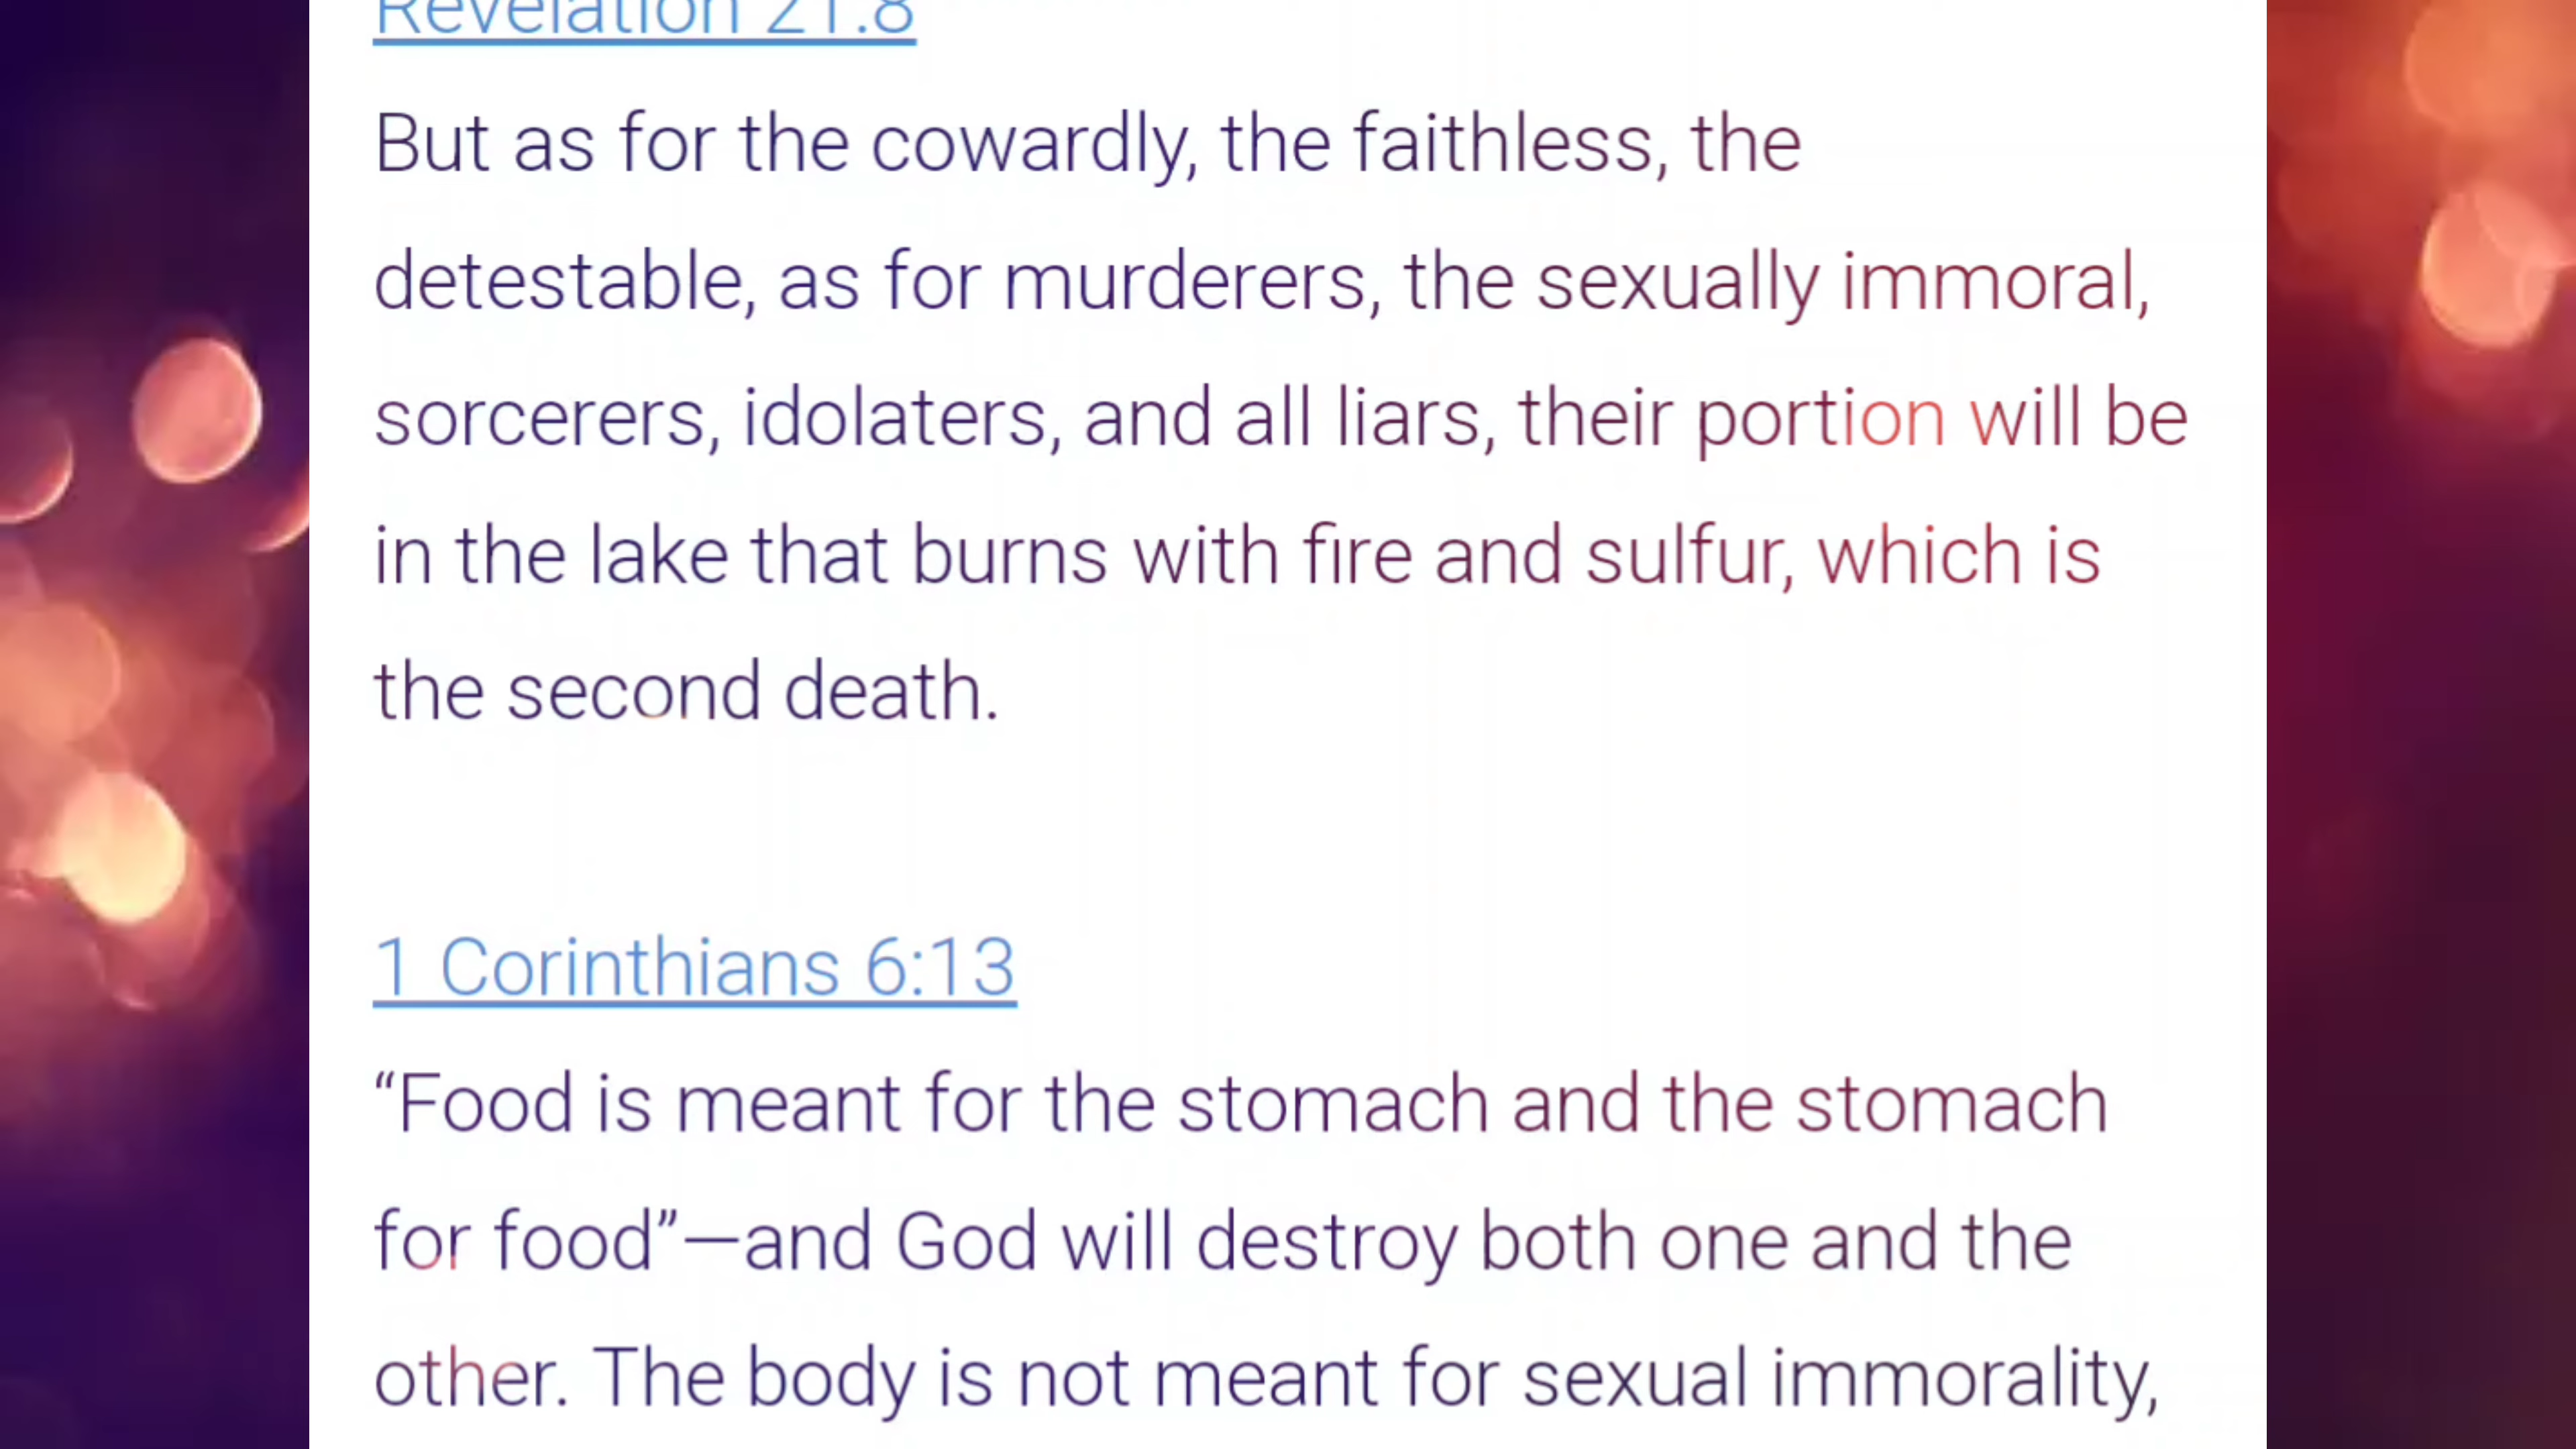 Revelation 21:8
But as for the cowardly, the faithless, the
detestable, as for murderers, the sexually immoral,
sorcerers, idolaters, and all liars, their portion will be
in the lake that burns with fire and sulfur, which is
the second death.
1 Corinthians 6:13
“Food is meant for the stomach and the stomach
for food”—and God will destroy both one and the
other. The body is not meant for sexual immorality,